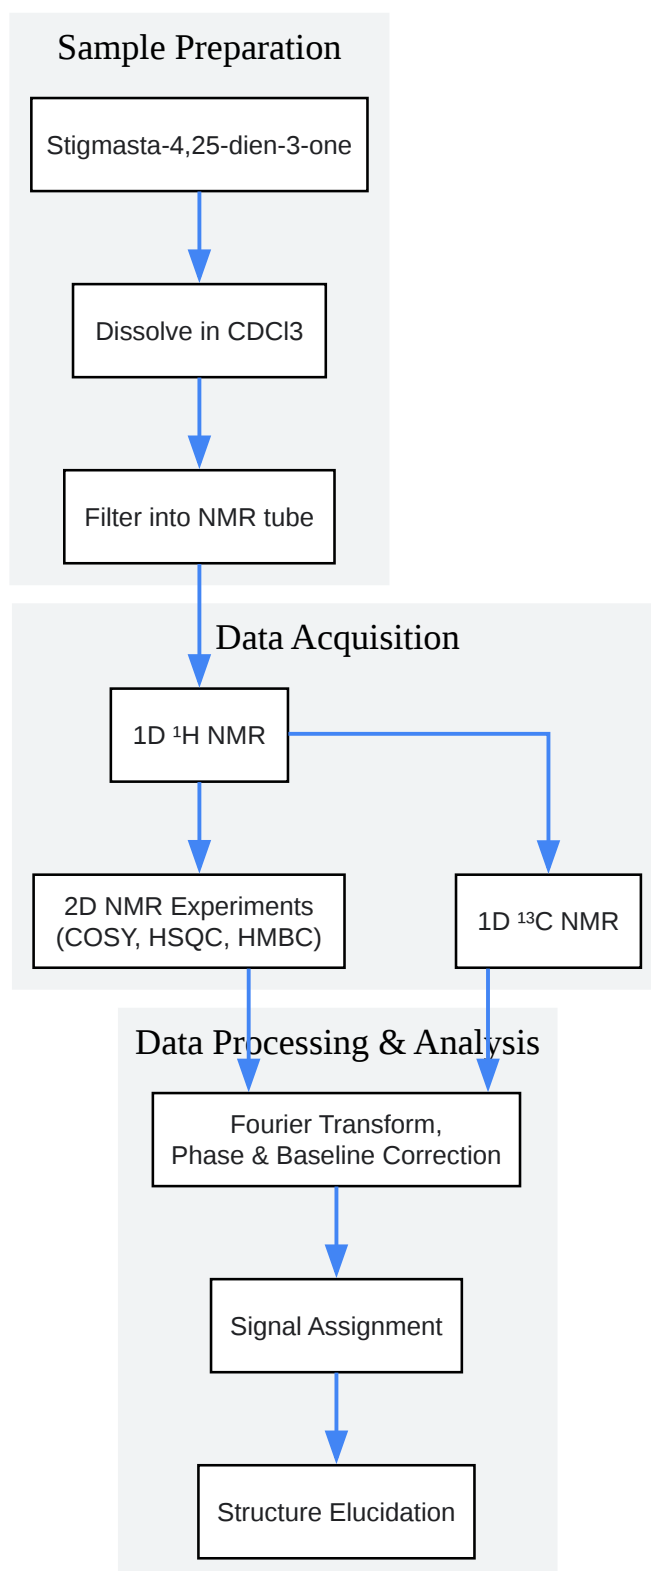 Sample Preparation
Stigmasta-4,25-dien-3-one
Dissolve in CDCl3
Filter into NMR tube
Data Acquisition
1D ¹H NMR
2D NMR Experiments
(COSY, HSQC, HMBC)
1D ¹³C NMR
Data Processing & Analysis
Fourier Transform,
Phase & Baseline Correction
Signal Assignment
Structure Elucidation